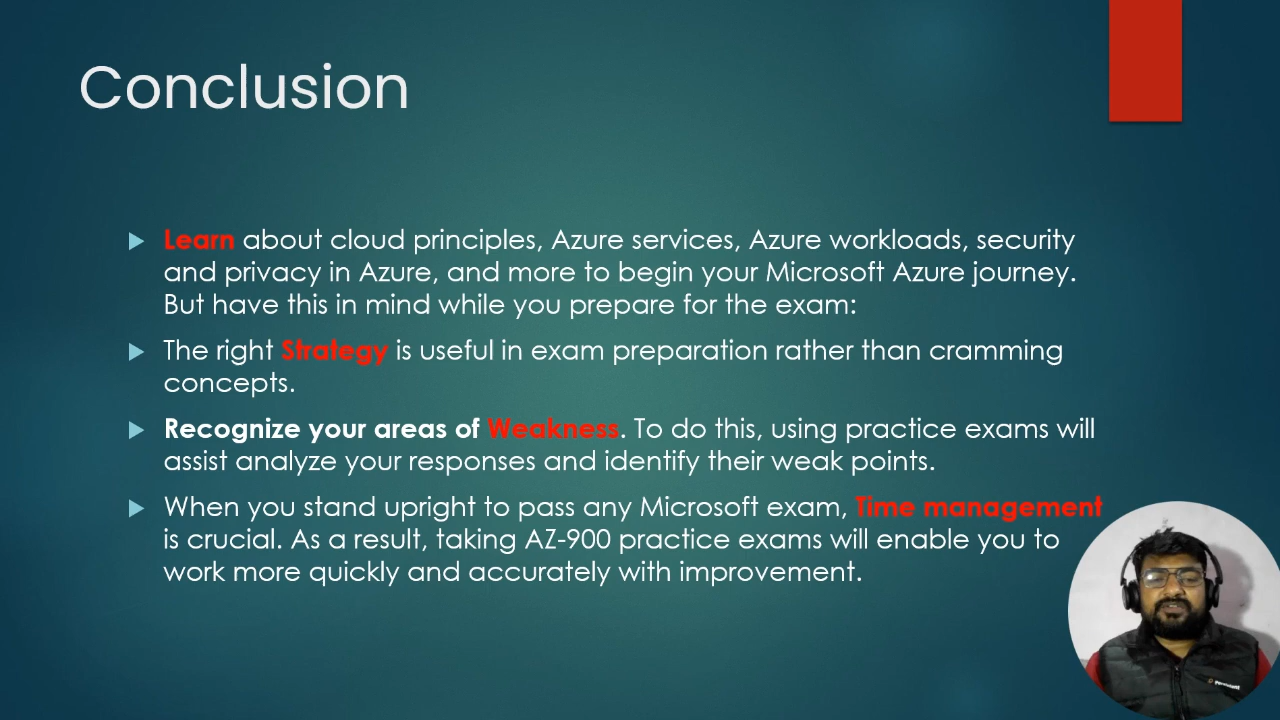 Conclusion
Learn about cloud principles, Azure services, Azure workloads, security
and privacy in Azure, and more to begin your Microsoft Azure journey.
But have this in mind while you prepare for the exam:
The right Strategy is useful in exam preparation rather than cramming
concepts.
Recognize your areas of Weakness. To do this, using practice exams will
assist analyze your responses and identify their weak points.
When you stand upright to pass any Microsoft exam, Time management
is crucial. As a result, taking AZ-900 practice exams will enable you to
work more quickly and accurately with improvement.